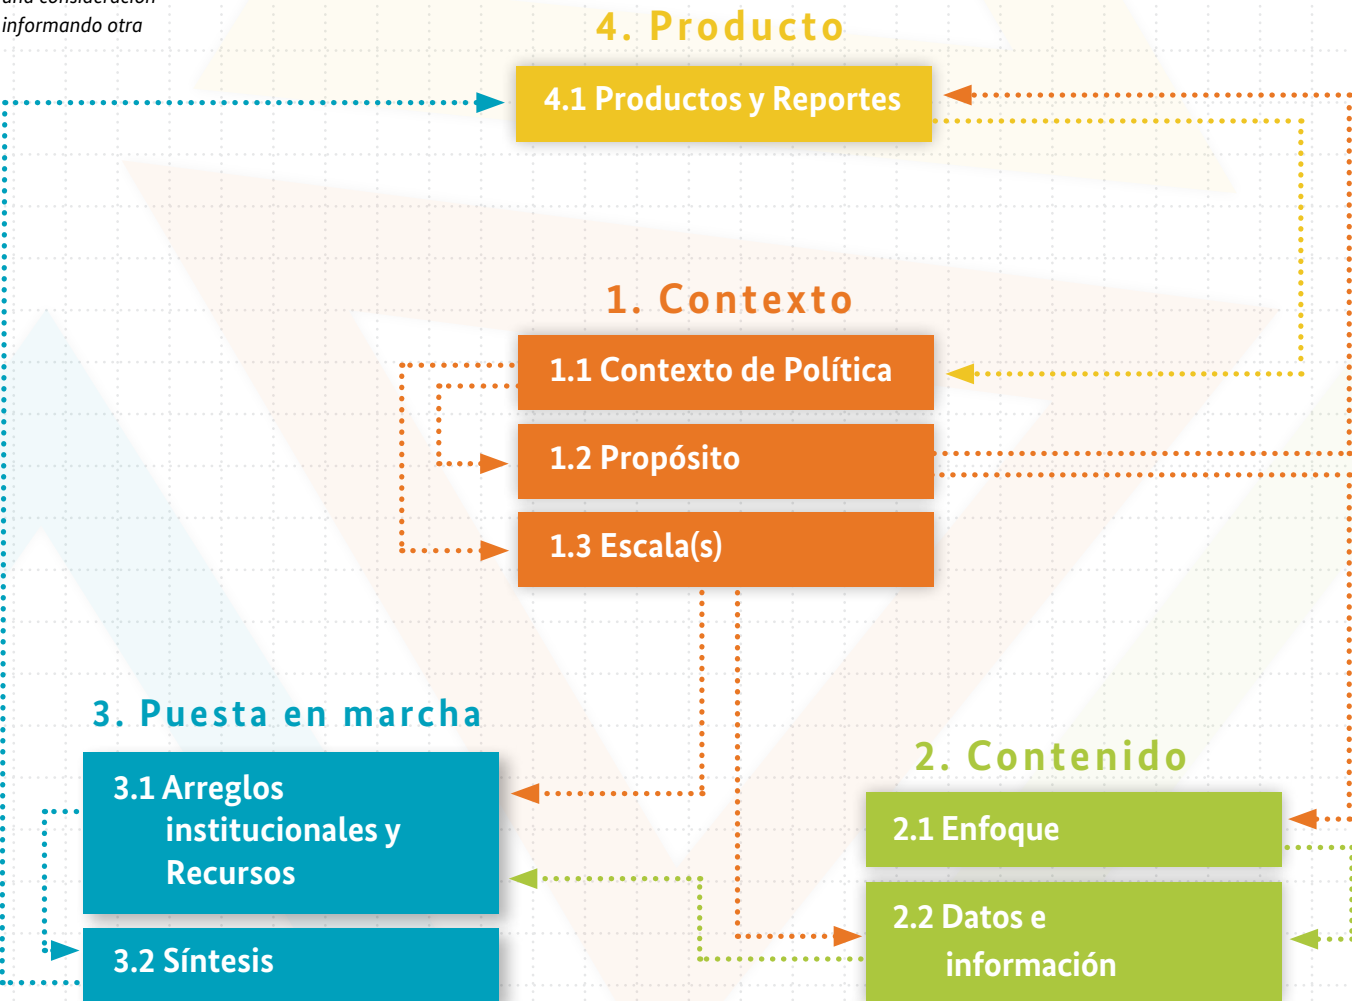 una consideración
informando otra
4. Producto
4.1 Productos y Reportes
1. Contexto
1.1 Contexto de Política
1.2 Propósito
1.3 Escala(s)
3. Puesta en marcha
3.1 Arreglos
institucionales y
Recursos
3.2 Síntesis
2. Contenido
2.1 Enfoque
2.2 Datos e
información